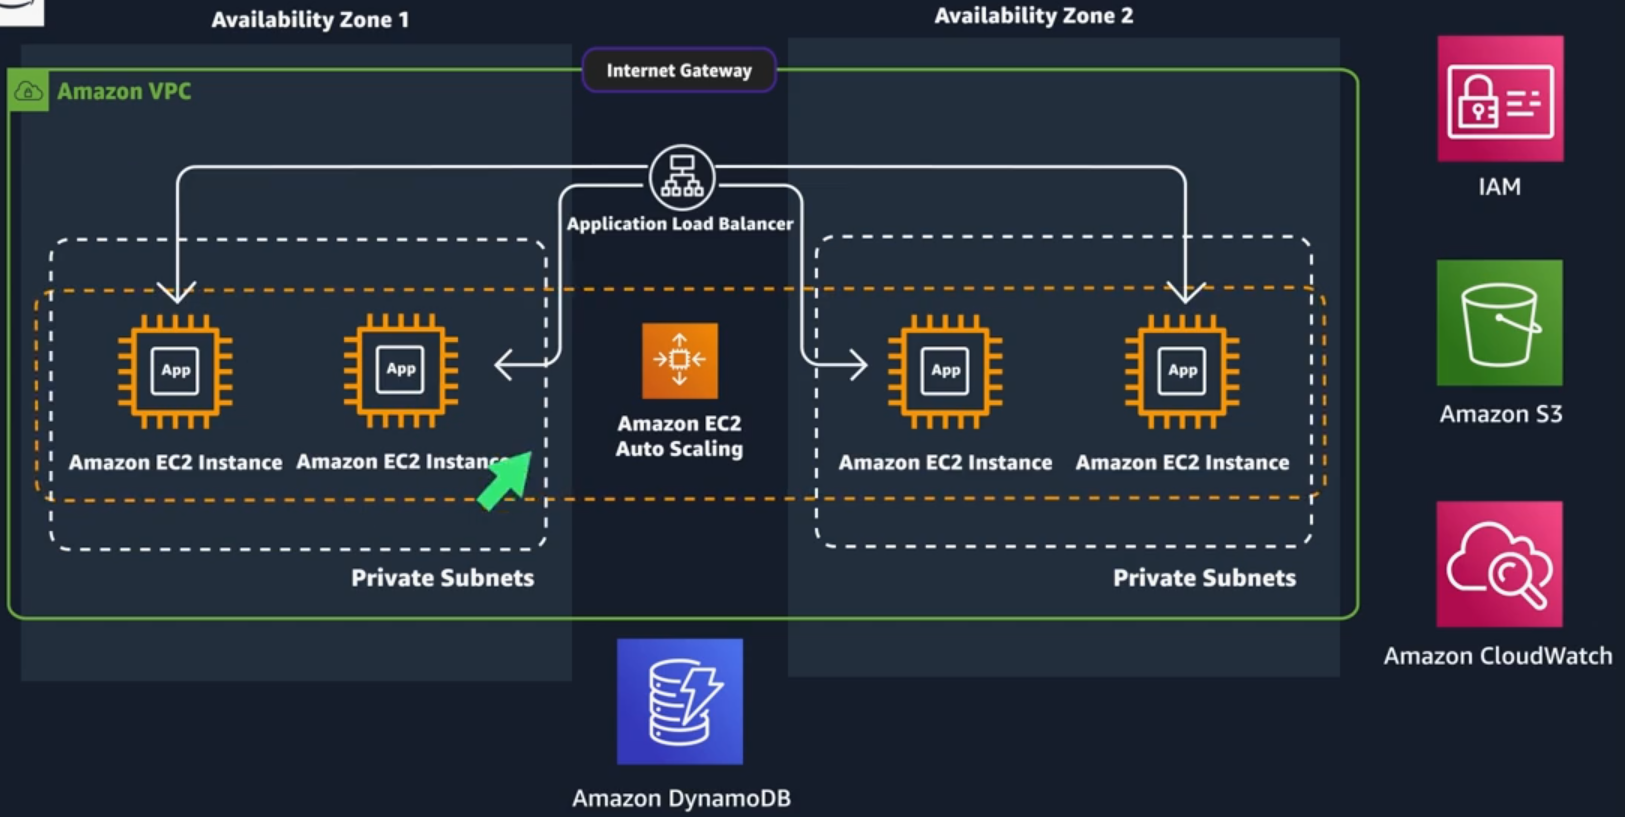 Availability Zone 1
Availability Zone 2
Internet Gateway
Amazon VPC
IAM
Application Load Balancer
App
App
App
App
Amazon EC2
Auto Scaling
Amazon S3
Amazon EC2 Instance
Amazon EC2 Instance
Amazon EC2 Instance
Amazon EC2 Instance
Private Subnets
Private Subnets
Amazon CloudWatch
Amazon DynamoDB